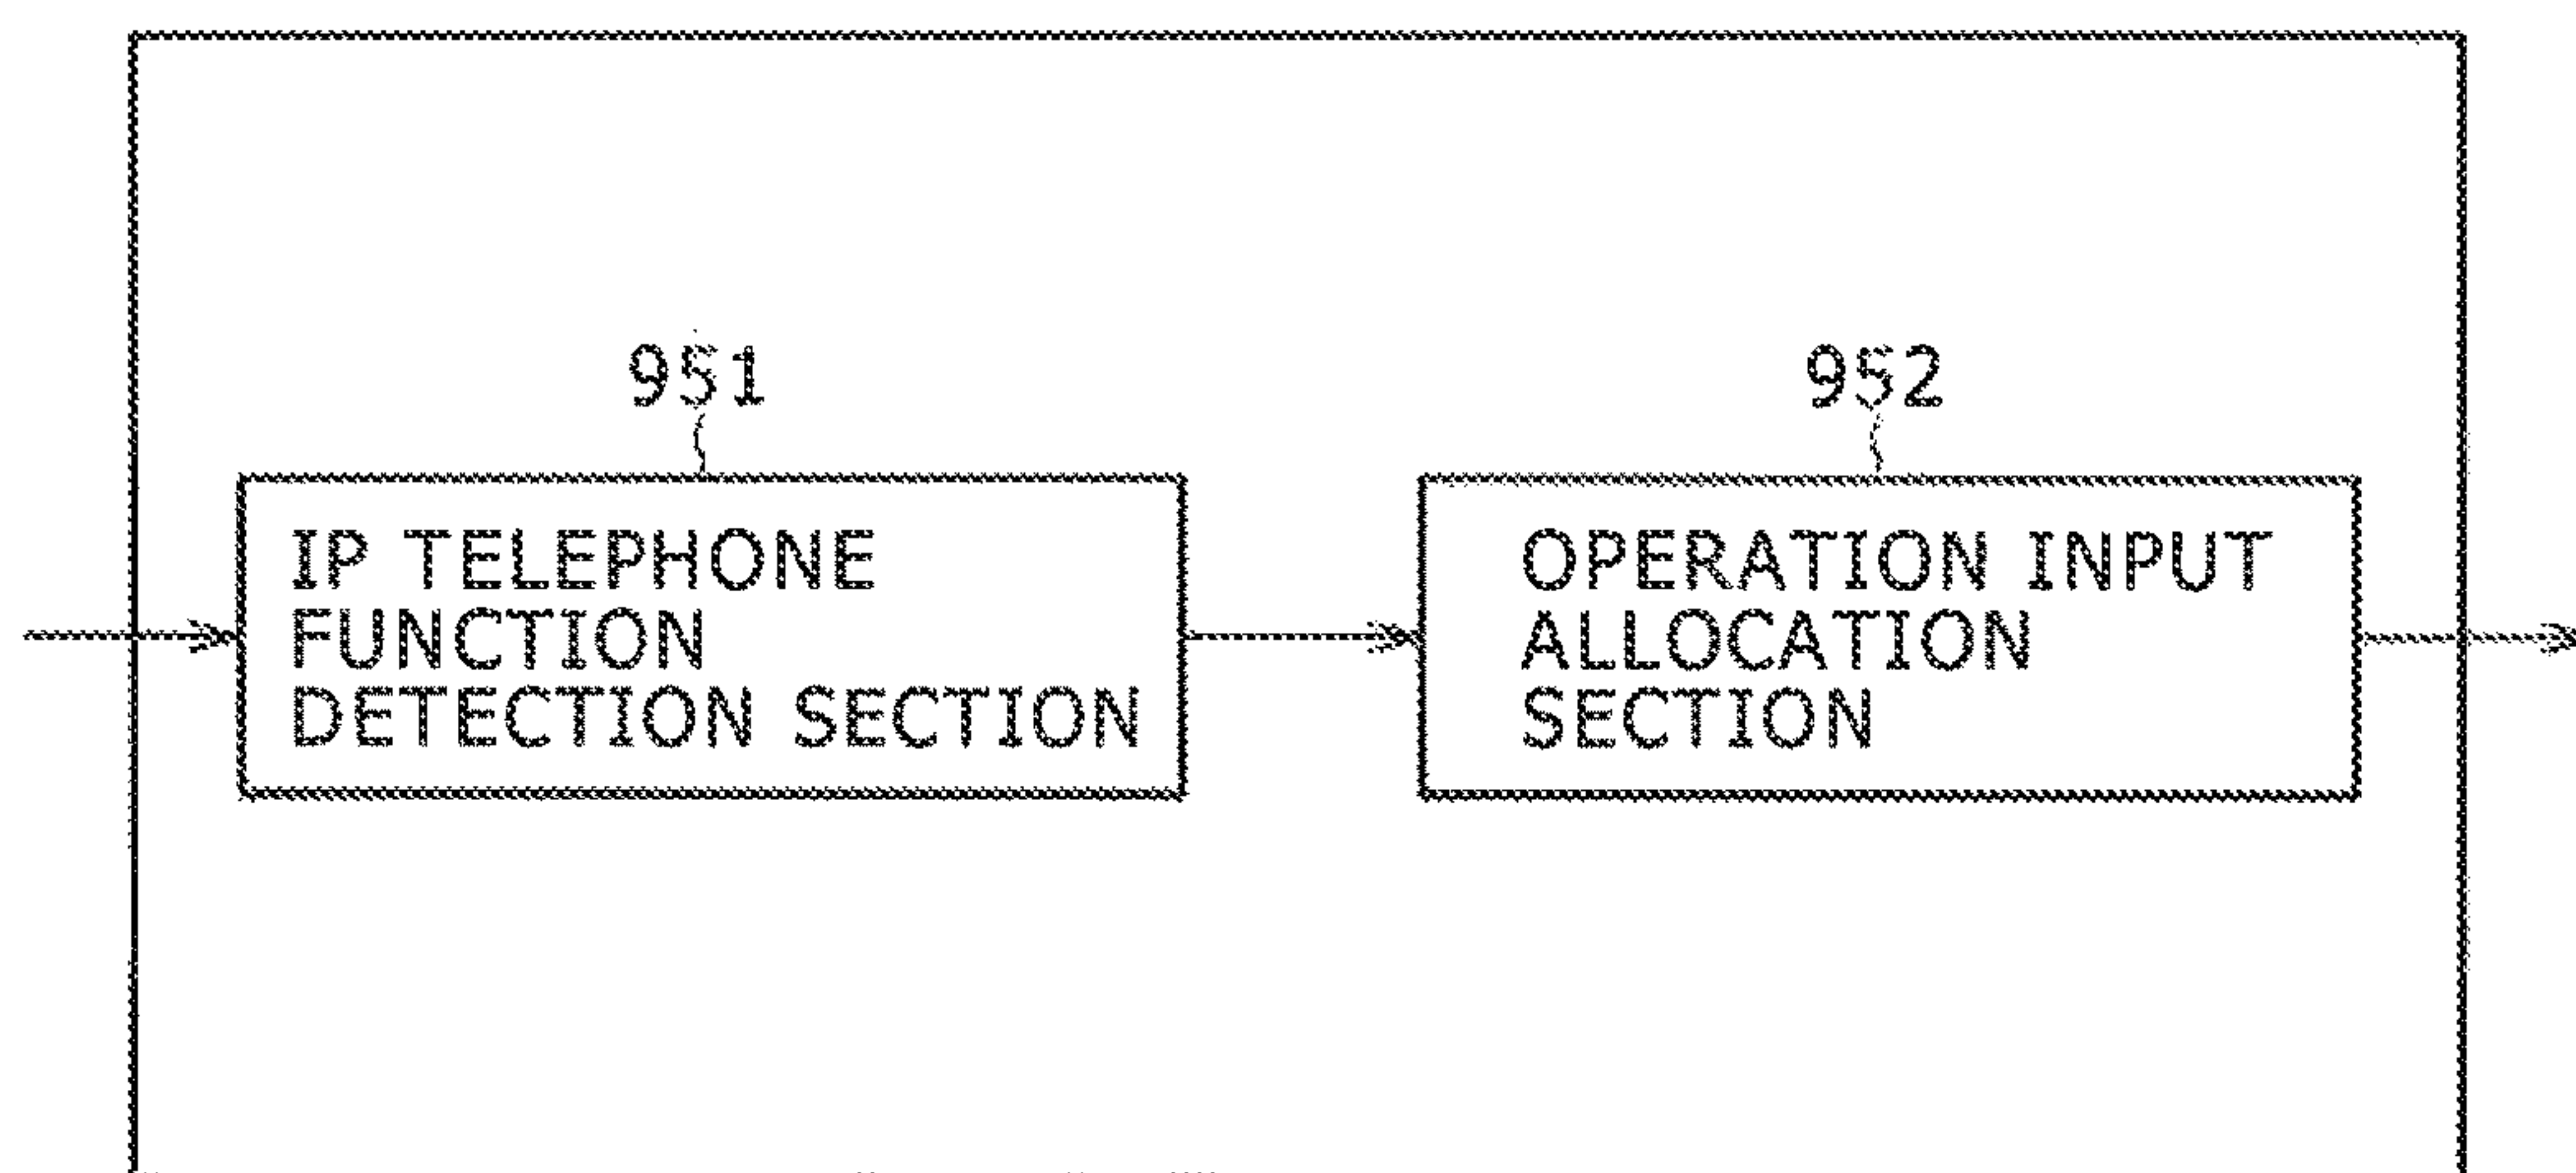 951
952
IP TELEPHONE
FUNCTION
DETECTION SECTION
OPERATION INPUT
ALLOCATION
SECTION